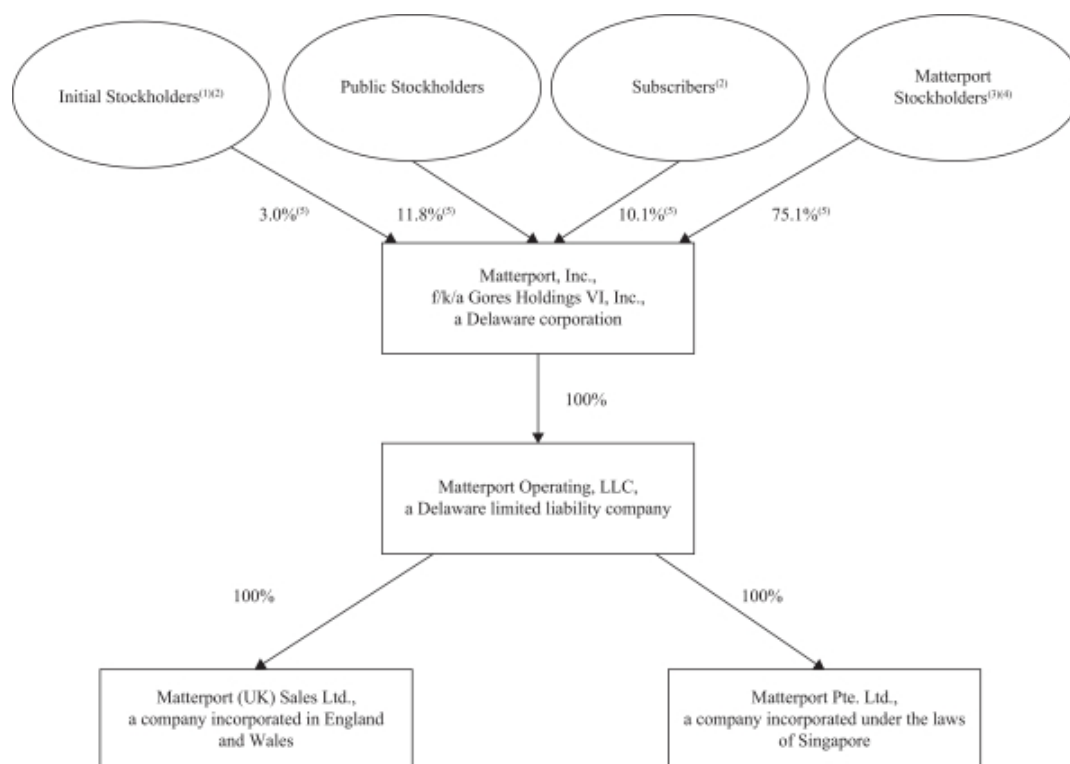 Initial Stockholders(1)(2)
Public Stockholders
Subscribers(2)
Matterport
Stockholders(3)(4)
3.0%(5)
11.8%(5)
10.1%(5)
75.1%(5)
Matterport, Inc.,
f/k/a Gores Holdings VI, Inc.,
a Delaware corporation
100%
Matterport Operating, LLC,
a Delaware limited liability company
100%
100%
Matterport (UK) Sales Ltd.,
a company incorporated in England
and Wales
Matterport Pte. Ltd.,
a company incorporated under the laws
of Singapore